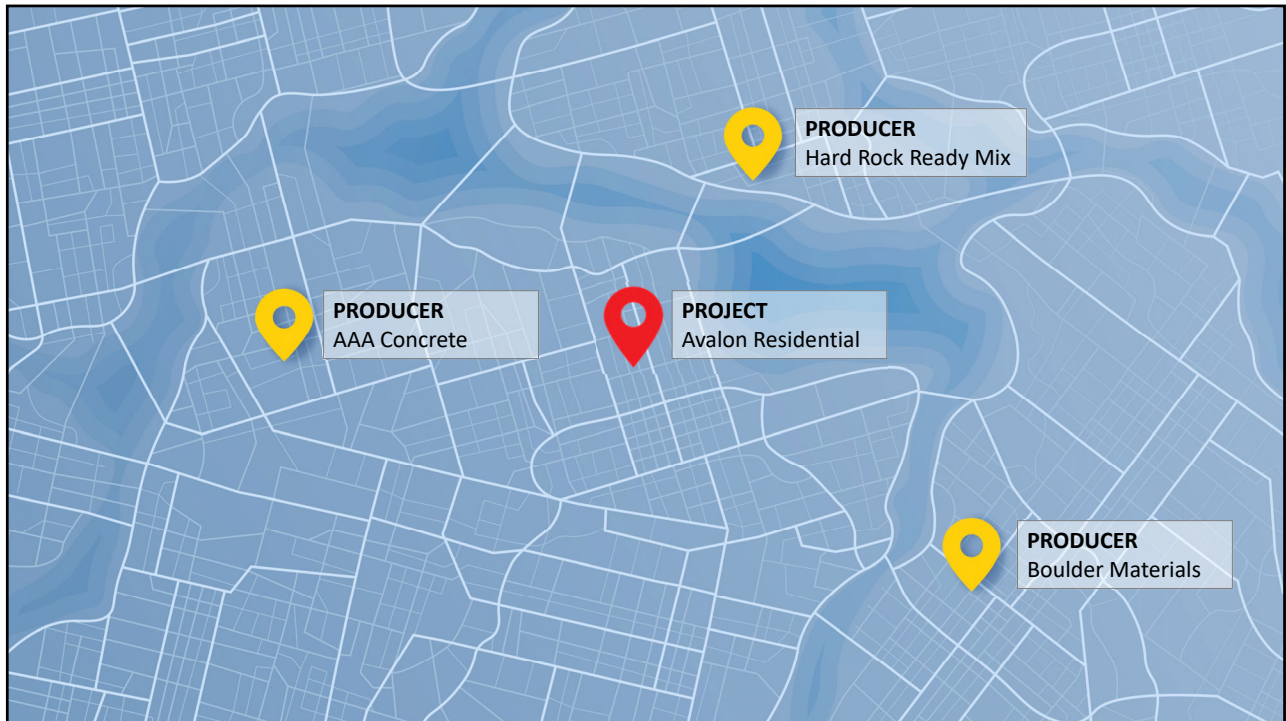 PRODUCER
Hard Rock Ready Mix
PRODUCER
AAA Concrete
PROJECT
Avalon Residential
PRODUCER
Boulder Materials